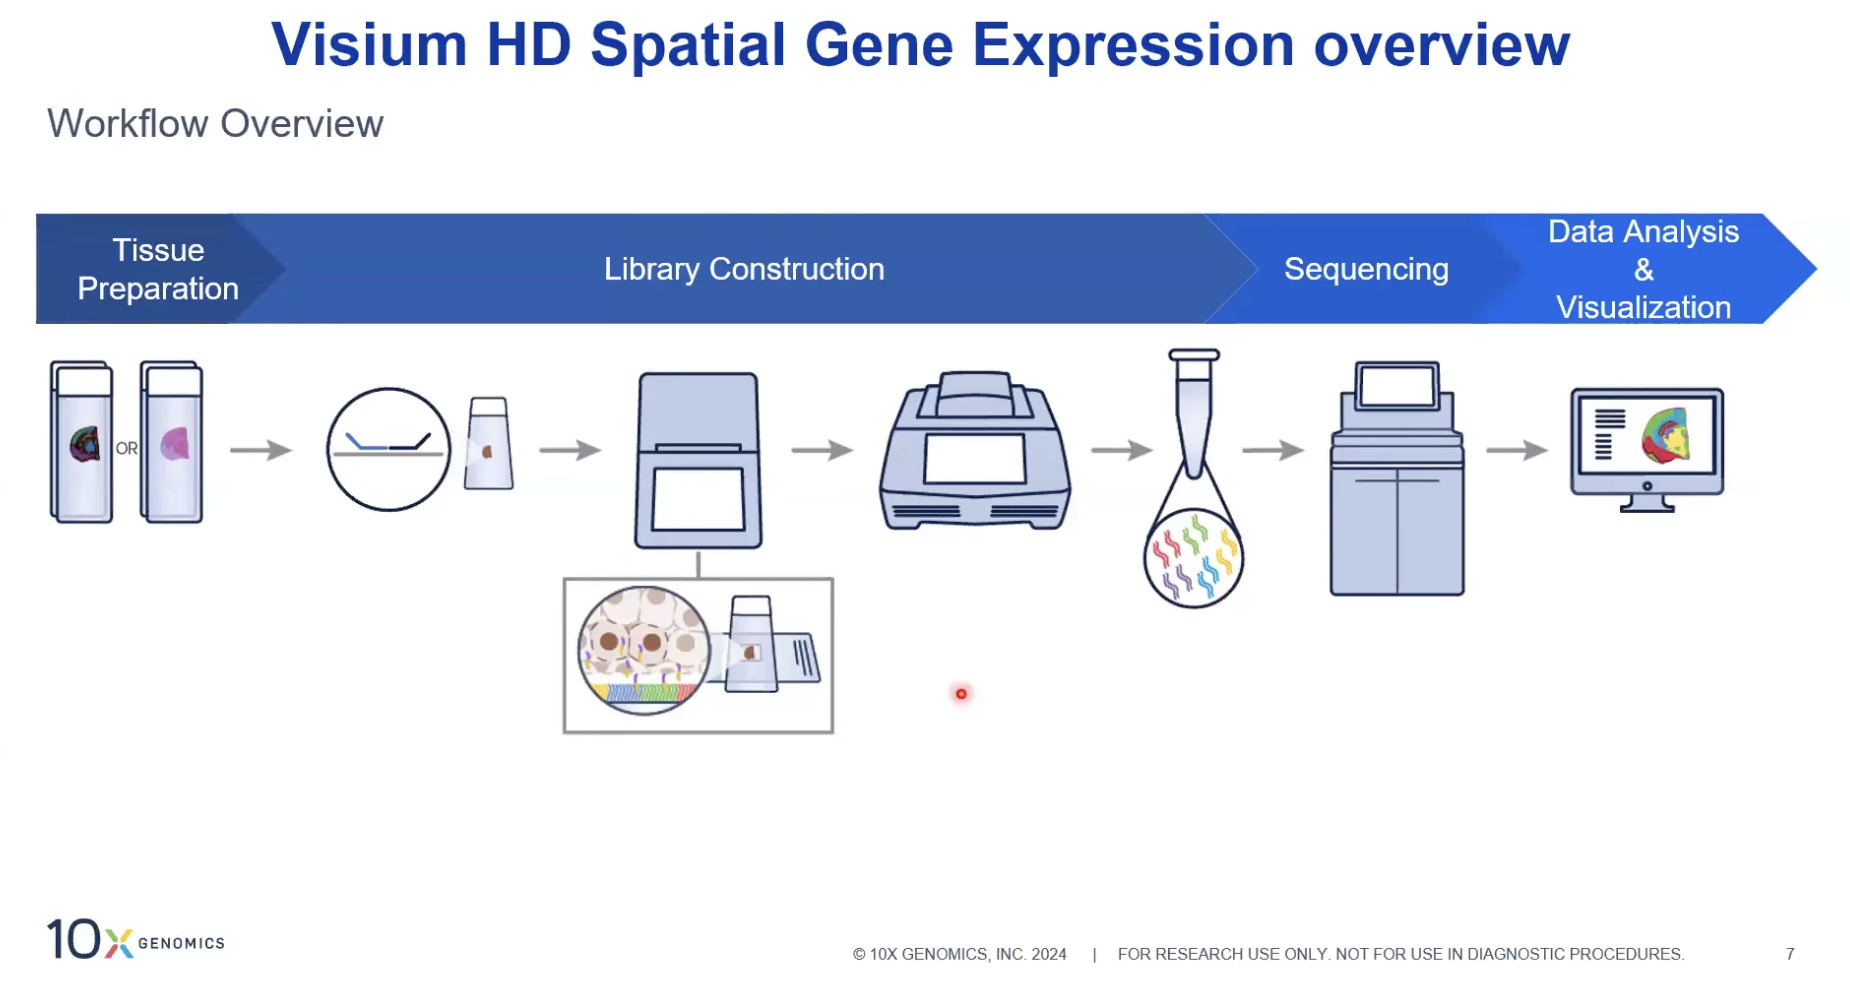 Visium HD Spatial Gene Expression overview
Workflow Overview
Tissue
Preparation
Library Construction
Sequencing
Data Analysis
&
Visualization
OR
10x GENOMICS
© 10X GENOMICS, INC. 2024 | FOR RESEARCH USE ONLY. NOT FOR USE IN DIAGNOSTIC PROCEDURES. 7